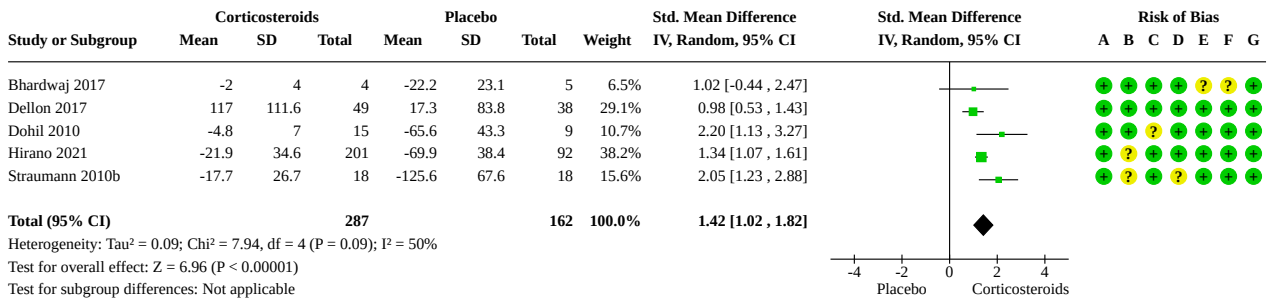 Corticosteroids Placebo Std. Mean Difference Std. Mean Difference Risk of Bias
Study or Subgroup Mean SD Total Mean SD Total Weight IV, Random, 95% CI IV, Random, 95% CI A B C D E F G
Bhardwaj 2017 -2 4 4 -22.2 23.1 5 6.5% 1.02 [-0.44 , 2.47] + + + + ? ? +
Dellon 2017 117 111.6 49 17.3 83.8 38 29.1% 0.98 [0.53 , 1.43] + + + + + + +
Dohil 2010 -4.8 7 15 -65.6 43.3 9 10.7% 2.20 [1.13 , 3.27] + + ? + + + +
Hirano 2021 -21.9 34.6 201 -69.9 38.4 92 38.2% 1.34 [1.07 , 1.61] + ? + + + + +
Straumann 2010b -17.7 26.7 18 -125.6 67.6 18 15.6% 2.05 [1.23 , 2.88] + ? + ? + + +
Total (95% CI) 287 162 100.0% 1.42 [1.02 , 1.82]
Heterogeneity: Tau² = 0.09; Chi² = 7.94, df = 4 (P = 0.09); I² = 50%
Test for overall effect: Z = 6.96 (P < 0.00001) -4 -2 0 2 4
Test for subgroup differences: Not applicable Placebo Corticosteroids